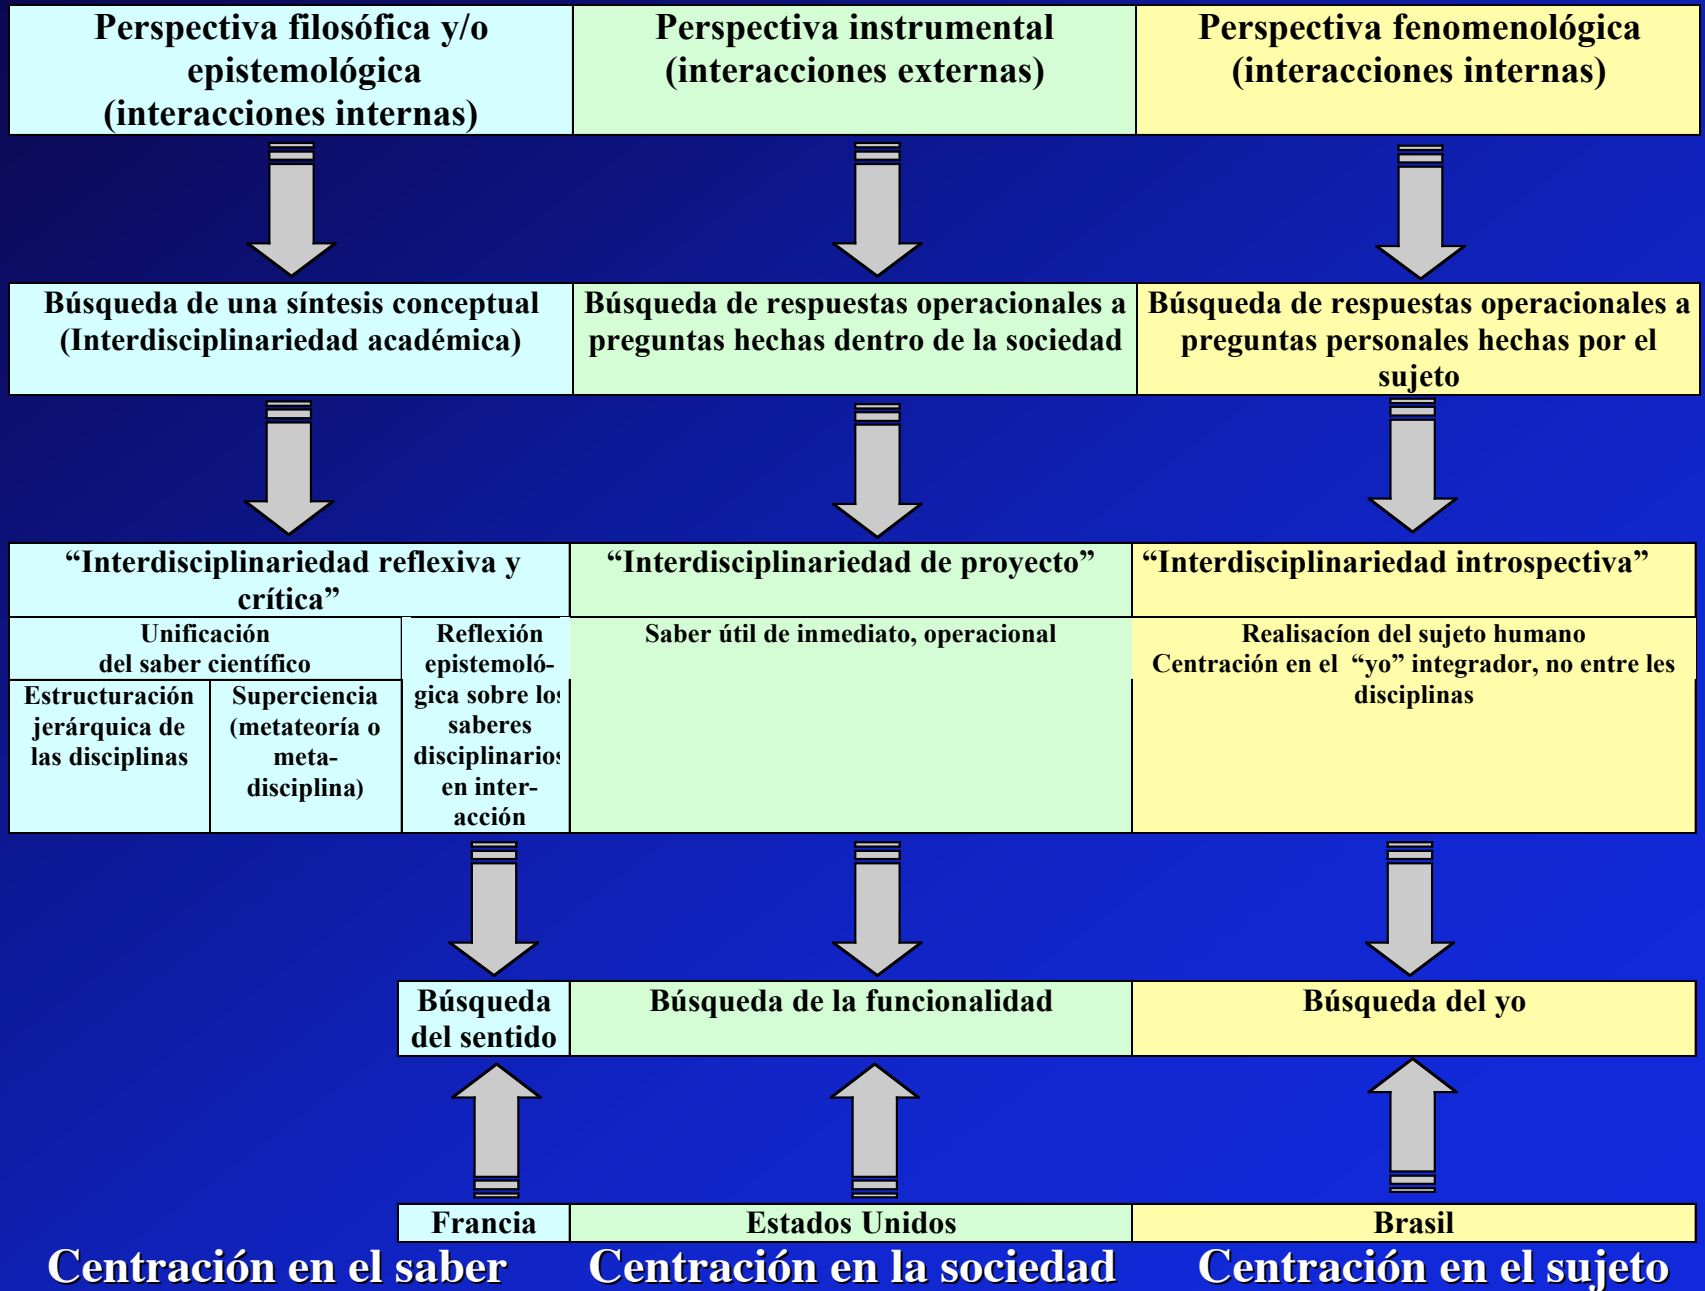 Perspectiva filosófica y/o
epistemológica
(interacciones internas)
Perspectiva instrumental
(interacciones externas)
Perspectiva fenomenológica
(interacciones internas)
Búsqueda de una síntesis conceptual
(Interdisciplinariedad académica)
Búsqueda de respuestas operacionales a
preguntas hechas dentro de la sociedad
Búsqueda de respuestas operacionales a
preguntas personales hechas por el
sujeto
“Interdisciplinariedad reflexiva y
crítica”
“Interdisciplinariedad de proyecto”
“Interdisciplinariedad introspectiva”
Unificación
del saber científico
Estructuración
jerárquica de
las disciplinas
Superciencia
(metateoría o
meta-
disciplina)
Reflexión
epistemoló-
gica sobre los
saberes
disciplinarios
en inter-
acción
Saber útil de inmediato, operacional
Realisacíon del sujeto humano
Centración en el “yo” integrador, no entre les
disciplinas
Búsqueda
del sentido
Búsqueda de la funcionalidad
Búsqueda del yo
Francia
Estados Unidos
Brasil
Centración en el saber
Centración en la sociedad
Centración en el sujeto